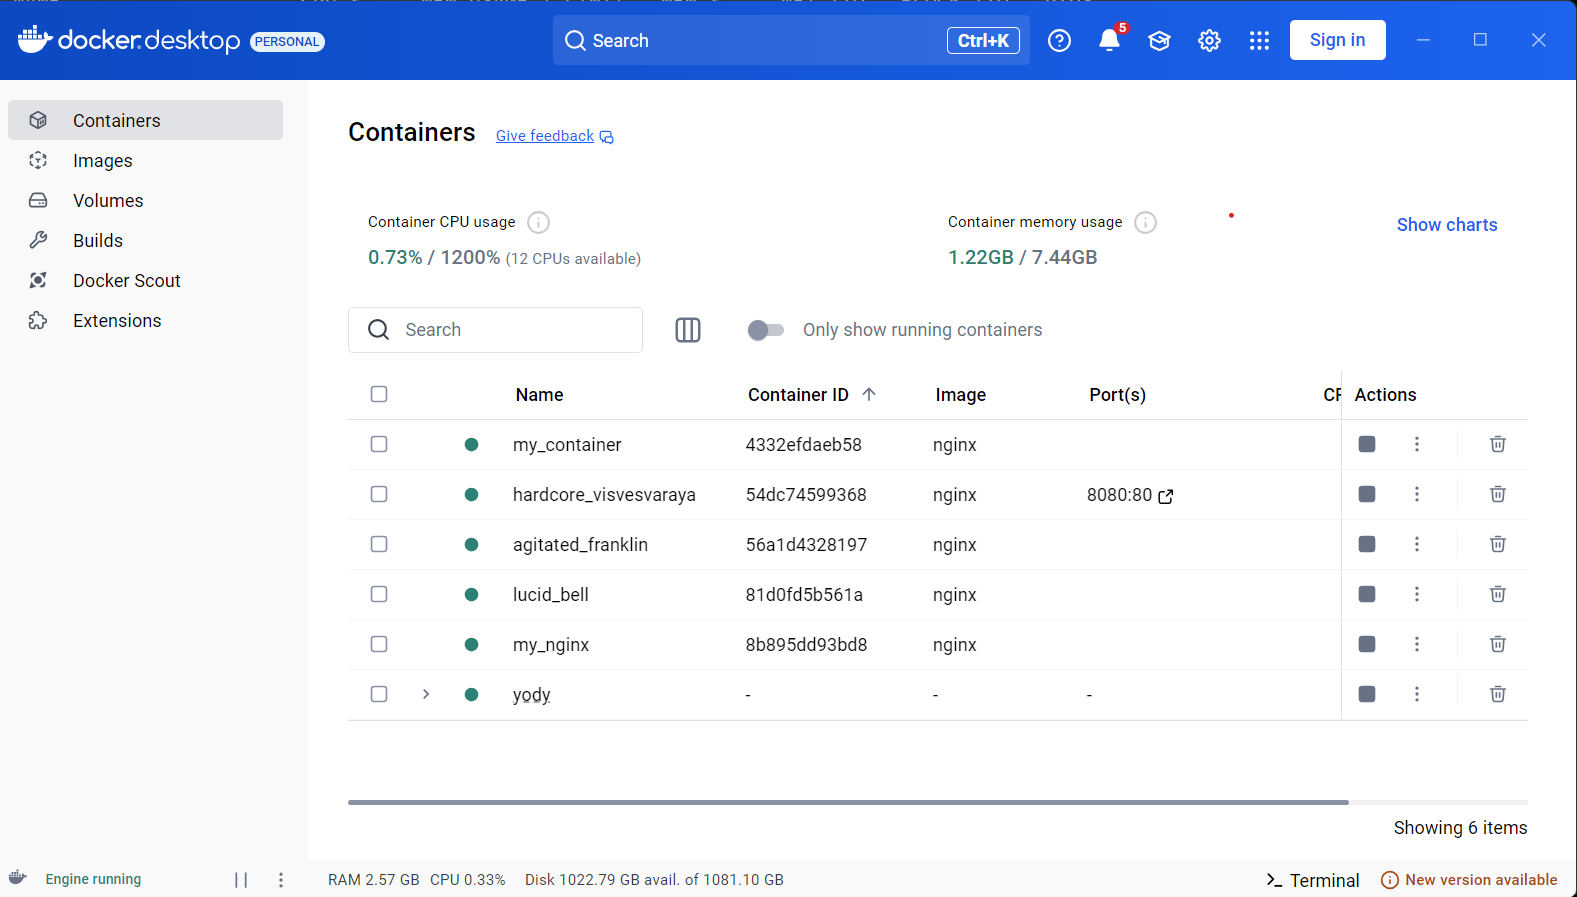 docker.desktop PERSONAL Search Ctrl+K 5 Sign in
Containers
Images
Volumes
Builds
Docker Scout
Extensions
Containers Give feedback
Container CPU usage
0.73% / 1200% (12 CPUs available)
Container memory usage
1.22GB / 7.44GB
Show charts
Search Only show running containers
Name Container ID Image Port(s) Actions
my_container 4332efdaeb58 nginx
hardcore_visvesvaraya 54dc74599368 nginx 8080:80
agitated_franklin 56a1d4328197 nginx
lucid_bell 81d0fd5b561a nginx
my_nginx 8b895dd93bd8 nginx
yody - - -
Showing 6 items
Engine running RAM 2.57 GB CPU 0.33% Disk 1022.79 GB avail. of 1081.10 GB Terminal New version available